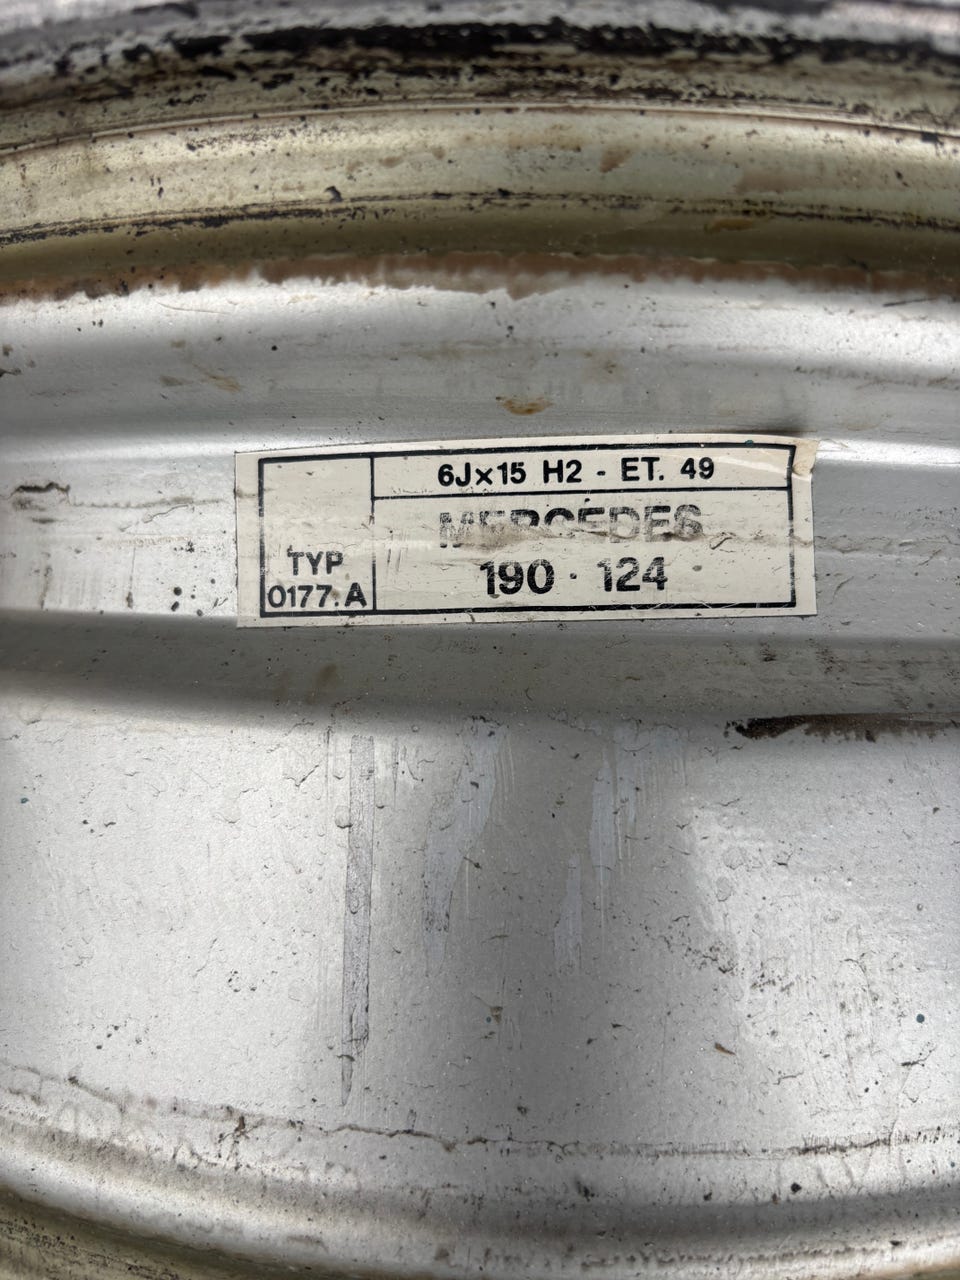 6J×15 H2 - ET. 49
MERCEDES
190 · 124
TYP
0177.A